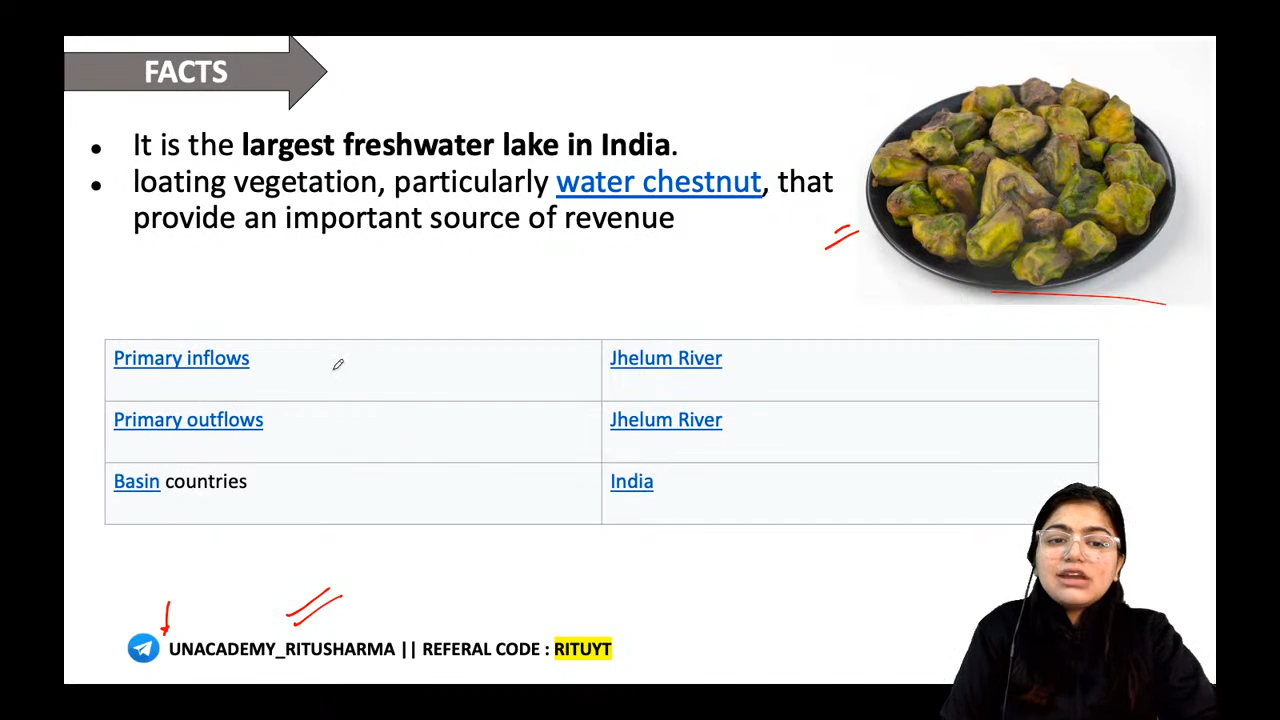 FACTS
It is the largest freshwater lake in India.
loating vegetation, particularly water chestnut, that
provide an important source of revenue
Primary inflows Jhelum River
Primary outflows Jhelum River
Basin countries India
UNACADEMY_RITUSHARMA || REFERAL CODE : RITUYT